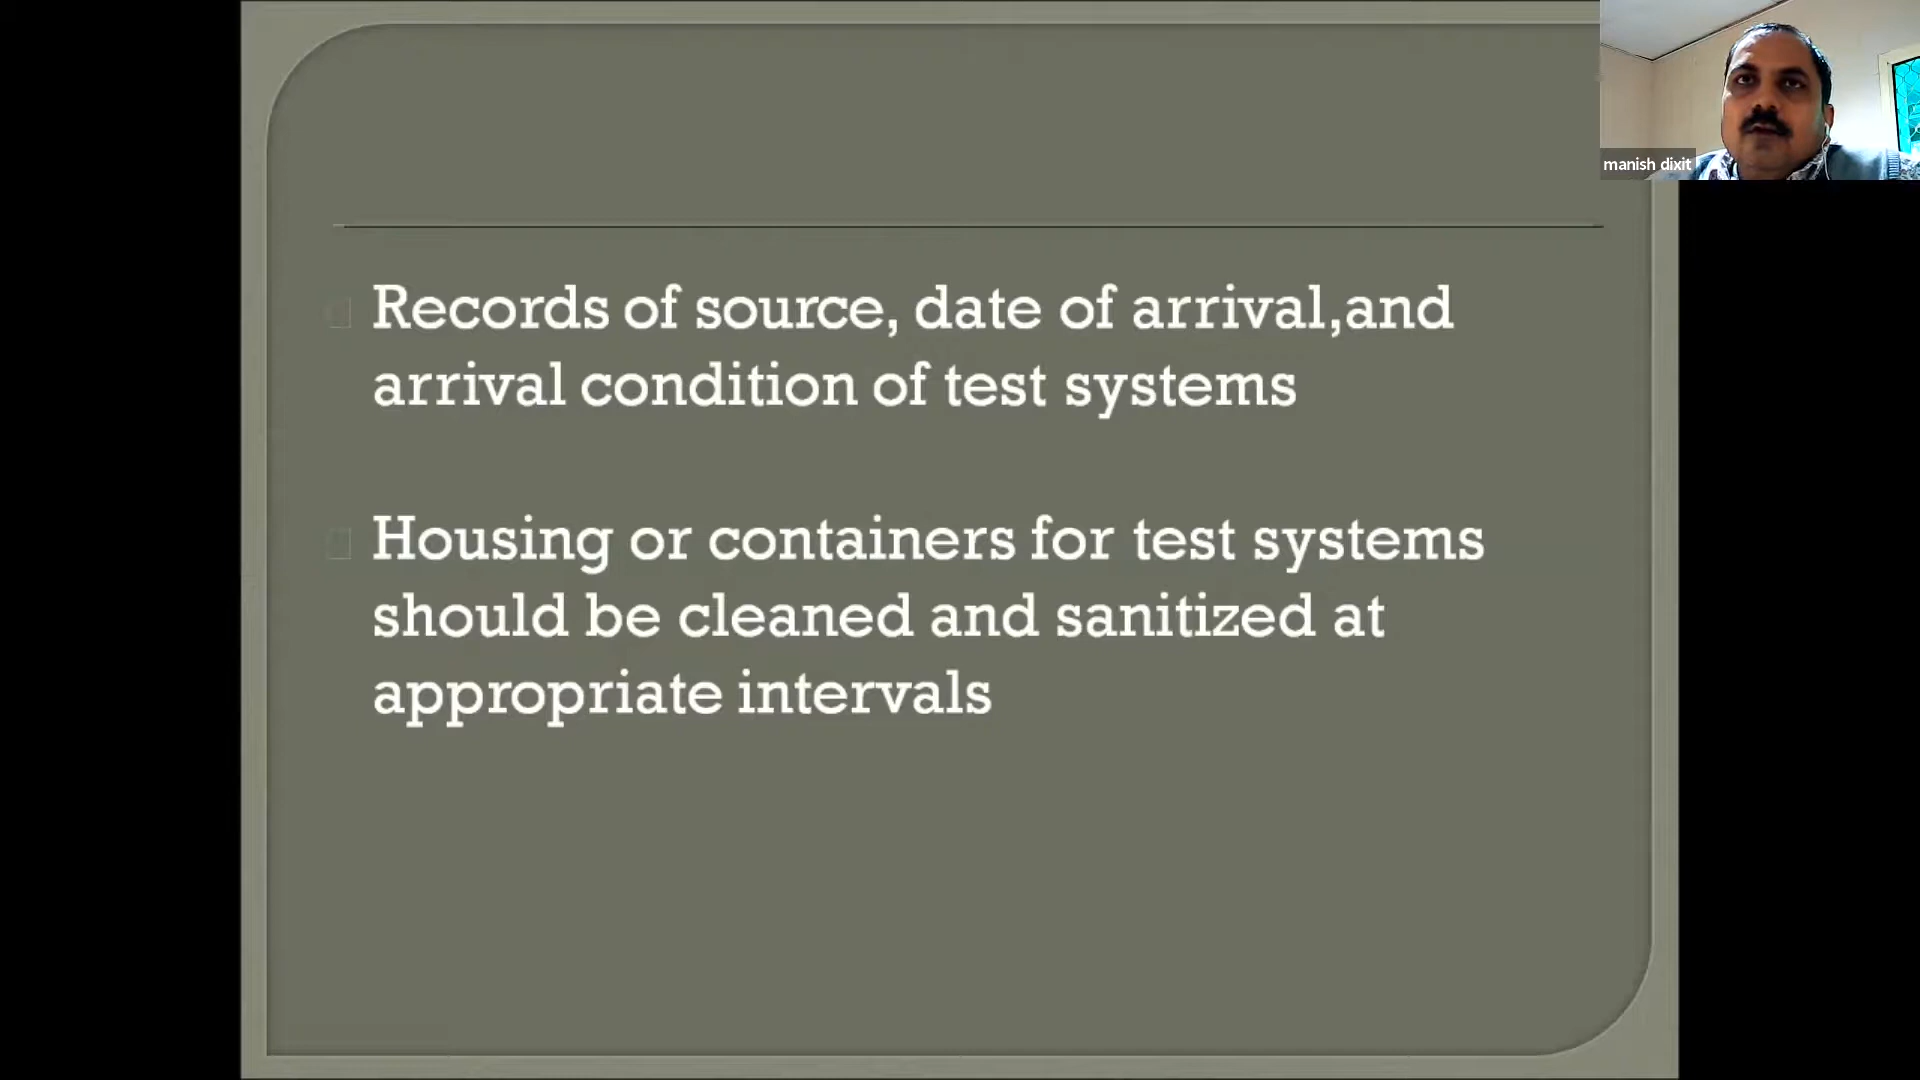 manish dixit
Records of source, date of arrival,and
arrival condition of test systems
Housing or containers for test systems
should be cleaned and sanitized at
appropriate intervals